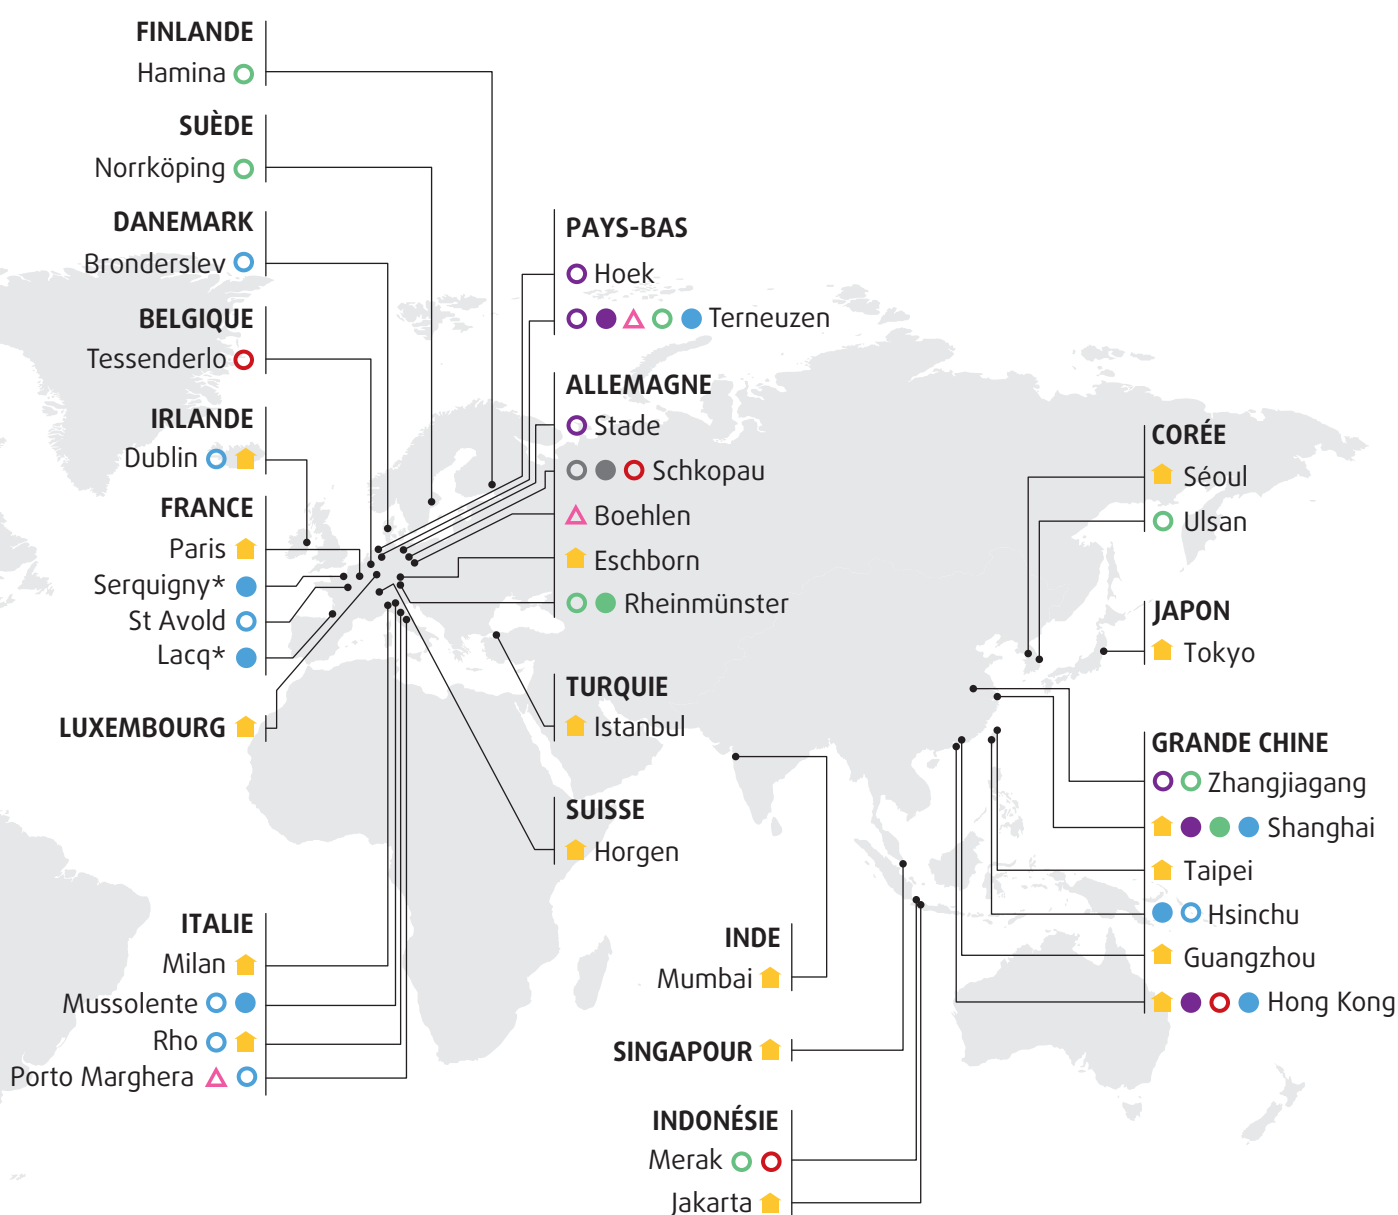 FINLANDE
Hamina
SUÈDE
Norrköping
DANEMARK
Bronderslev
BELGIQUE
Tessenderlo
IRLANDE
Dublin
FRANCE
Paris
Serquigny*
St Avold
Lacq*
LUXEMBOURG
ITALIE
Milan
Mussolente
Rho
Porto Marghera
PAYS-BAS
Hoek
Terneuzen
ALLEMAGNE
Stade
Schkopau
Boehlen
Eschborn
Rheinmünster
TURQUIE
Istanbul
SUISSE
Horgen
INDE
Mumbai
SINGAPOUR
INDONÉSIE
Merak
Jakarta
CORÉE
Séoul
Ulsan
JAPON
Tokyo
GRANDE CHINE
Zhangjiagang
Shanghai
Taipei
Hsinchu
Guangzhou
Hong Kong